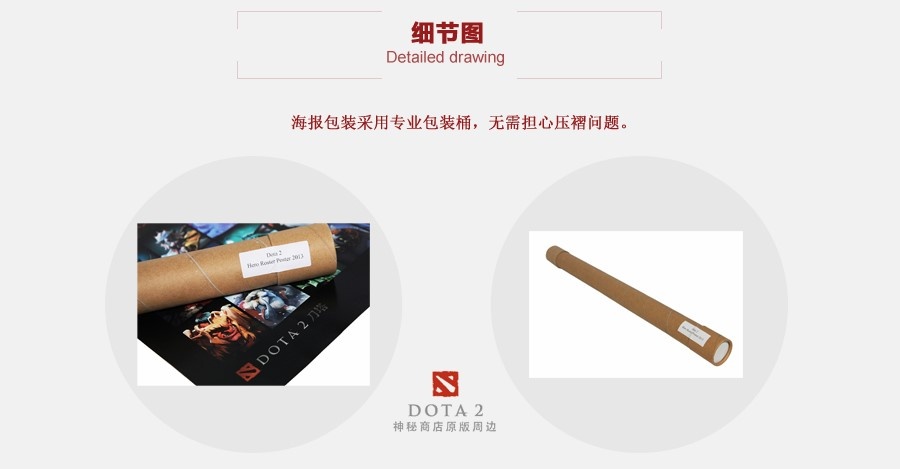 细节图
Detailed drawing
海报包装采用专业包装桶，无需担心压褶问题。
Dota 2
Hero Roster Poster 2013
DOTA 2 刀塔
DOTA 2
神秘商店原版周边